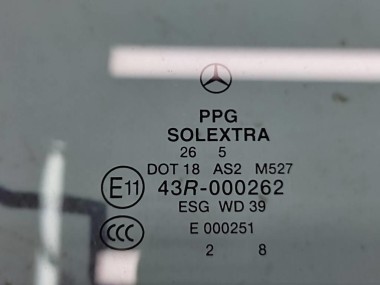 PPG
SOLEXTRA
26 5
DOT 18 AS2 M527
E11 43R-000262
ESG WD 39
CCC E 000251
2 8